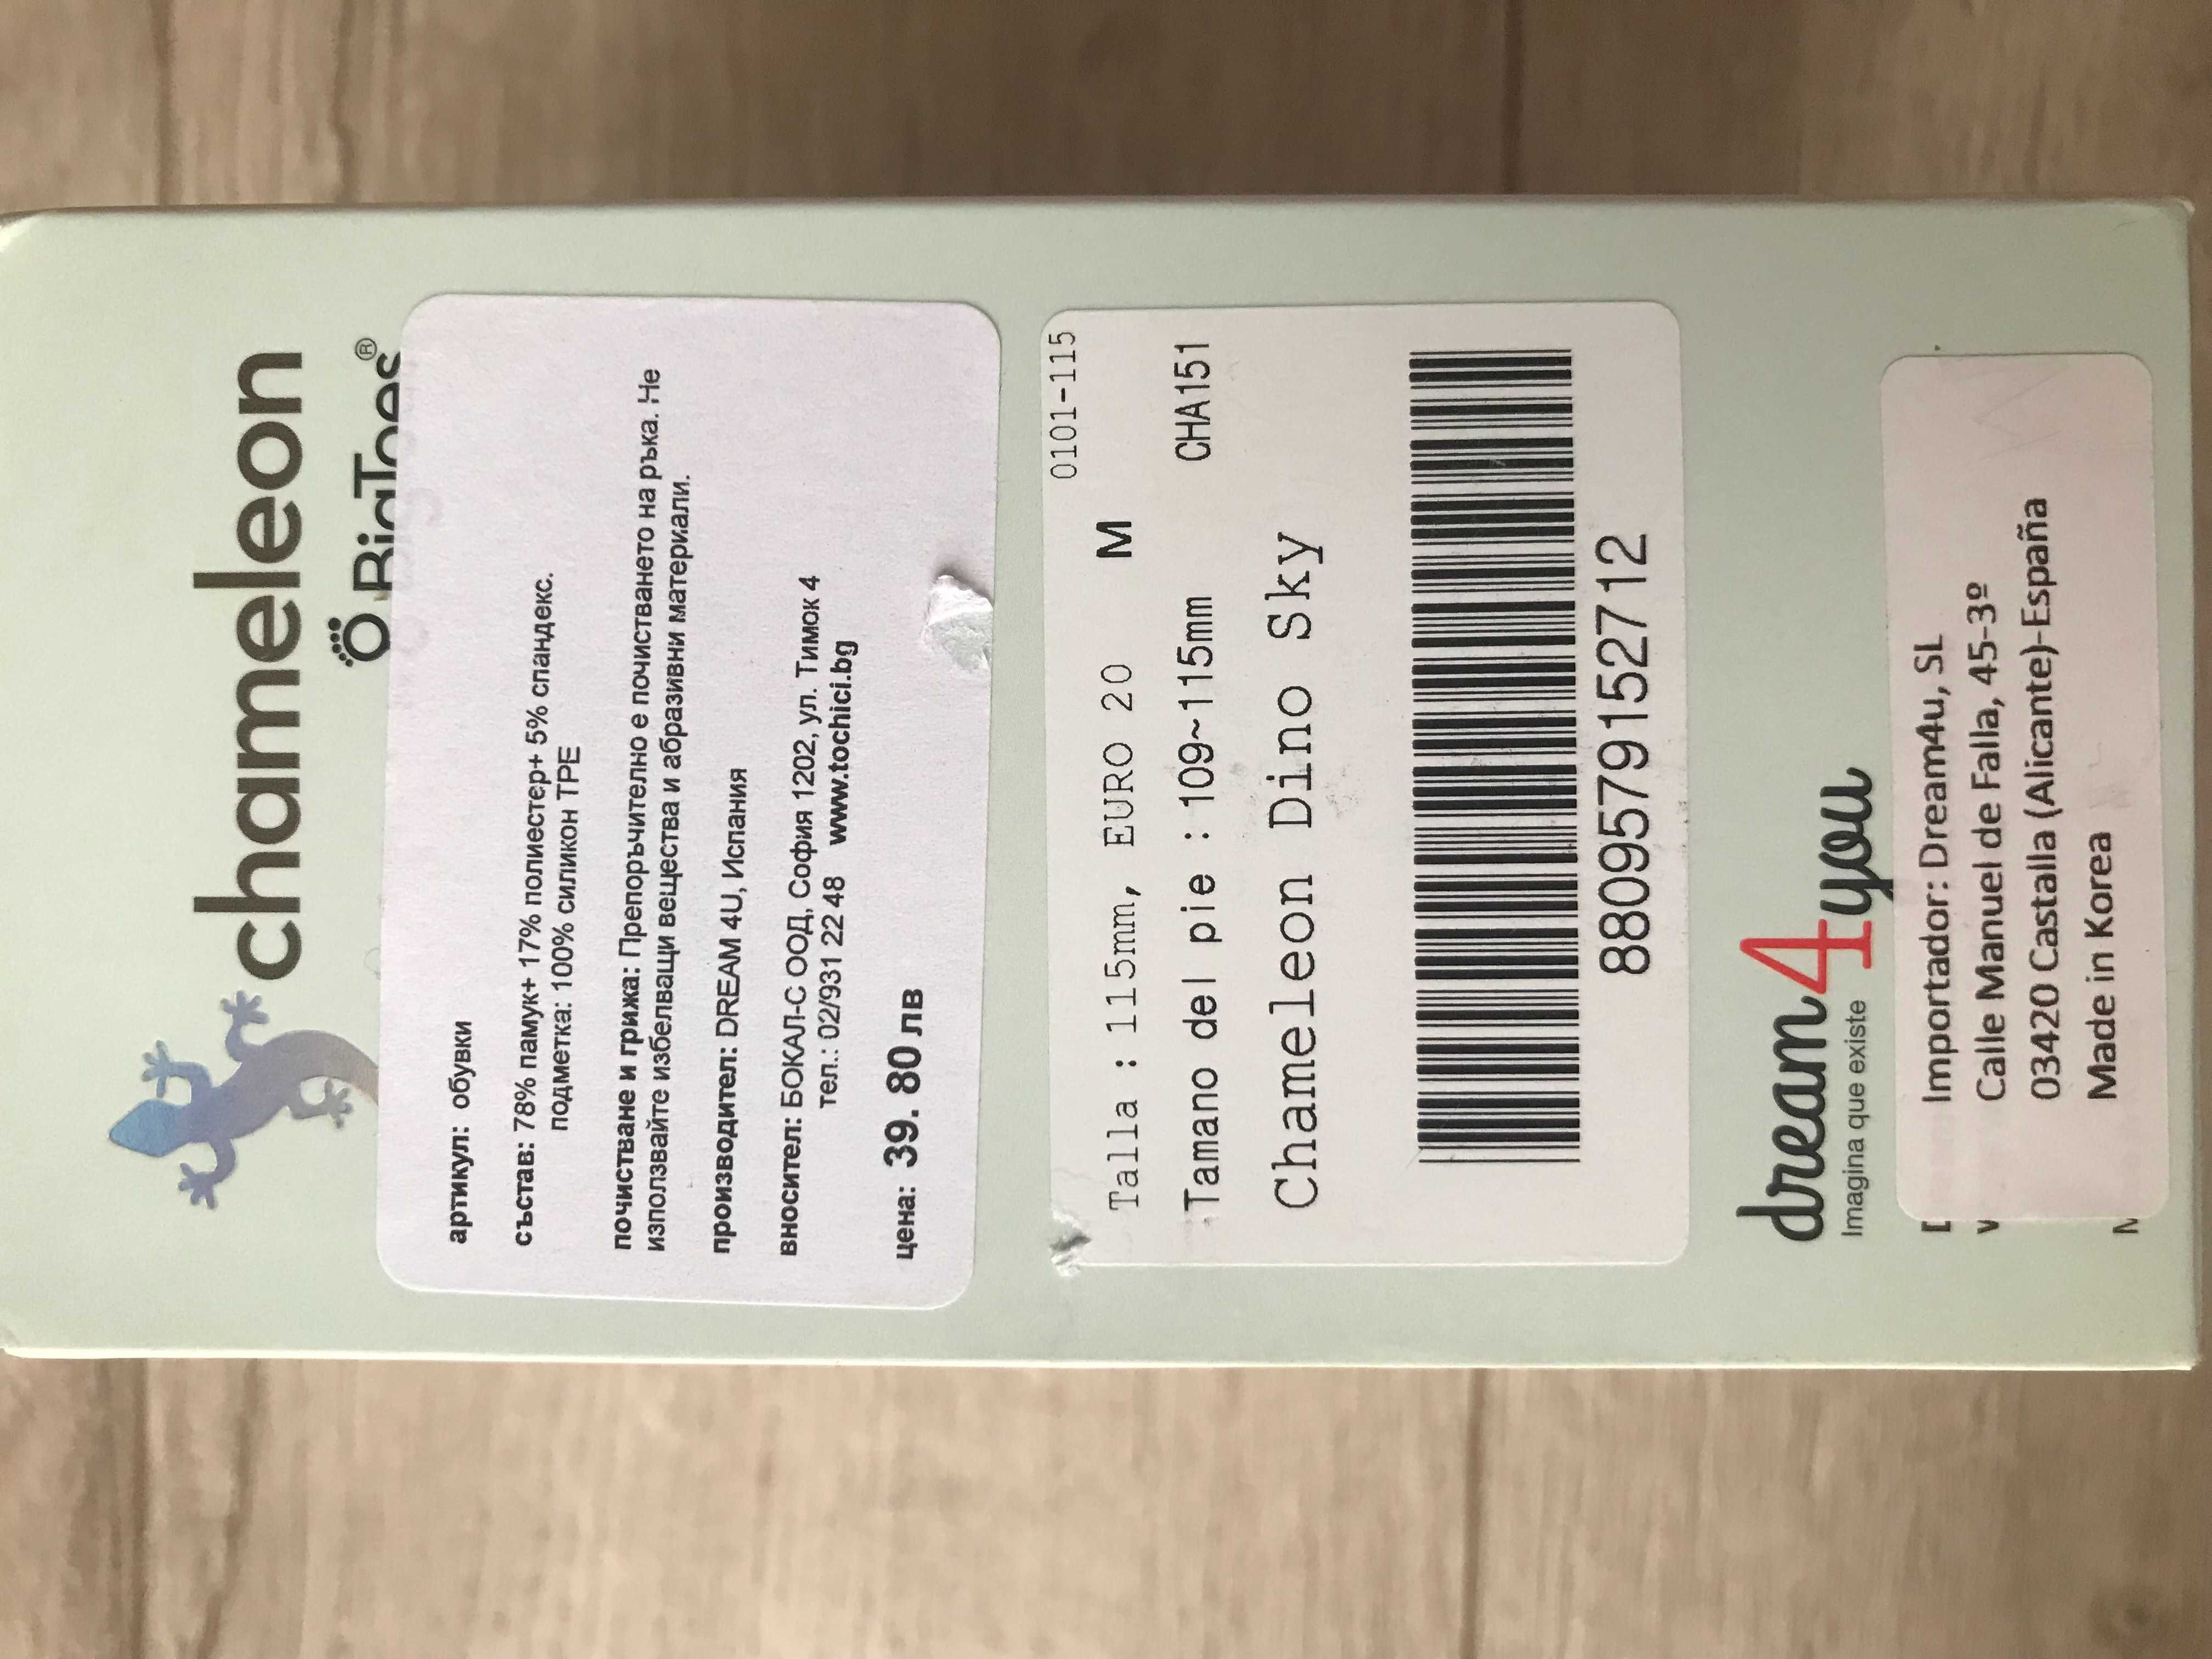 chameleon
BigToes®
артикул: обувки
състав: 78% памук+ 17% полиестер+ 5% спандекс.
подметка: 100% силикон TPE
почистване и грижа: Препоръчително е почистването на ръка. Не
използвайте избелващи вещества и абразивни материали.
производител: DREAM 4U, Испания
вносител: БОКАЛ-С ООД, София 1202, ул. Тимок 4
тел.: 02/931 22 48 www.tochici.bg
цена: 39. 80 лв
0101-115
Talla : 115mm, EURO 20 M
Tamano del pie : 109~115mm CHA151
Chameleon Dino Sky
8809579152712
dream4you
Imagina que existe
Importador: Dream4u, SL
Calle Manuel de Falla, 45-3º
03420 Castalla (Alicante)-España
Made in Korea